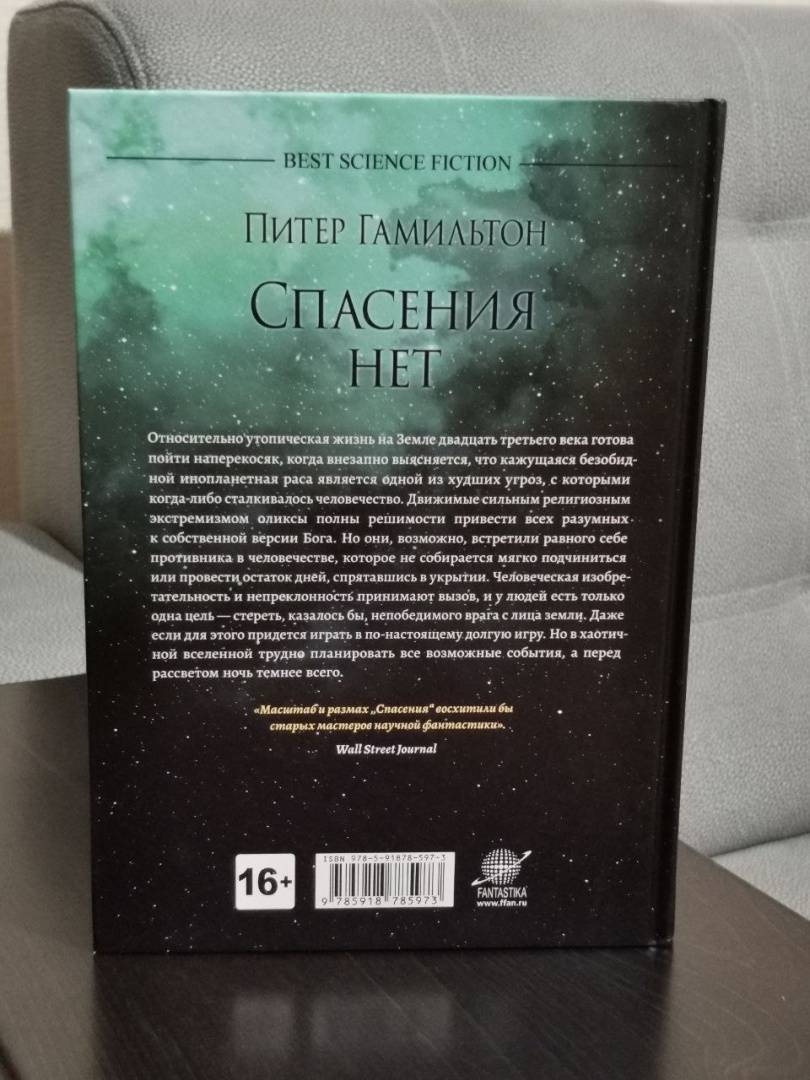 BEST SCIENCE FICTION
ПИТЕР ГАМИЛЬТОН
СПАСЕНИЯ
НЕТ
Относительно утопическая жизнь на Земле двадцать третьего века готова
пойти наперекосяк, когда внезапно выясняется, что кажущаяся безобид-
ной инопланетная раса является одной из худших угроз, с которыми
когда-либо сталкивалось человечество. Движимые сильным религиозным
экстремизмом оликсы полны решимости привести всех разумных
к собственной версии Бога. Но они, возможно, встретили равного себе
противника в человечестве, которое не собирается мягко подчиниться
или провести остаток дней, спрятавшись в укрытии. Человеческая изобре-
тательность и непреклонность принимают вызов, и у людей есть только
одна цель — стереть, казалось бы, непобедимого врага с лица земли. Даже
если для этого придется играть в по-настоящему долгую игру. Но в хаотич-
ной вселенной трудно планировать все возможные события, а перед
рассветом ночь темнее всего.
«Масштаб и размах „Спасения“ восхитили бы
старых мастеров научной фантастики».
Wall Street Journal
16+
ISBN 978-5-91878-597-3
9 785918 785973
FANTASTIKA
www.ffan.ru